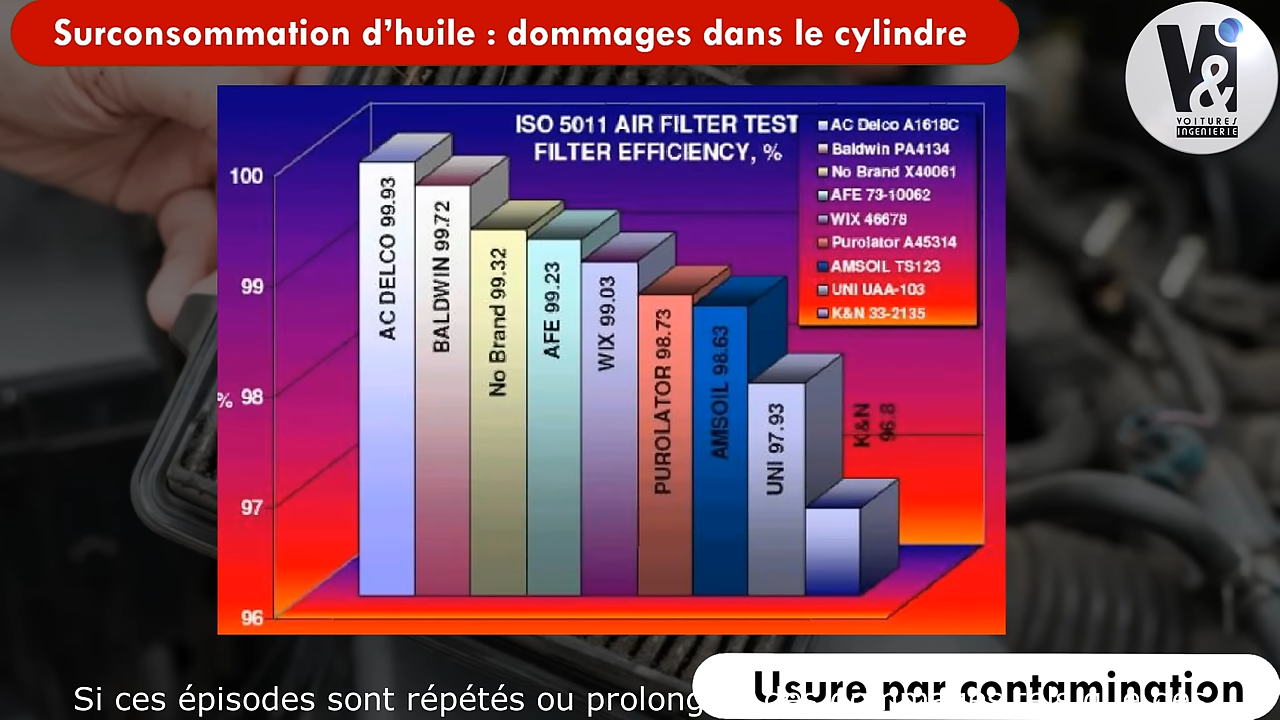 Surconsommation d'huile : dommages dans le cylindre
V&i
VOITURES
INGENIERIE
ISO 5011 AIR FILTER TEST
FILTER EFFICIENCY, %
AC Delco A1618C
Baldwin PA4134
No Brand X40061
AFE 73-10062
WIX 46678
Purolator A45314
AMSOIL TS123
UNI UAA-103
K&N 33-2135
100
99
% 98
97
96
AC DELCO 99.93
BALDWIN 99.72
No Brand 99.32
AFE 99.23
WIX 99.03
PUROLATOR 98.73
AMSOIL 98.63
UNI 97.93
K&N
96.8
Usure par contamination
Si ces épisodes sont répétés ou prolong